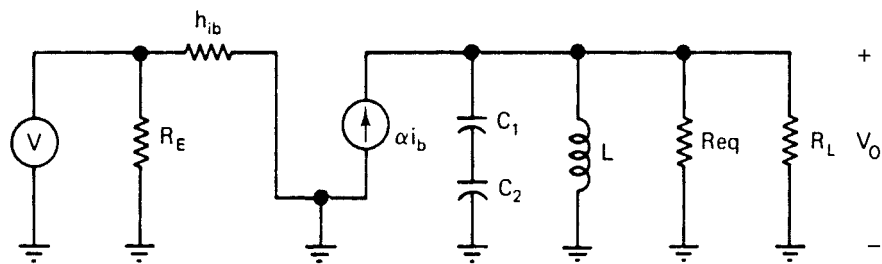 h_ib
V
R_E
αi_b
C_1
C_2
L
Req
R_L
+
V_O
−